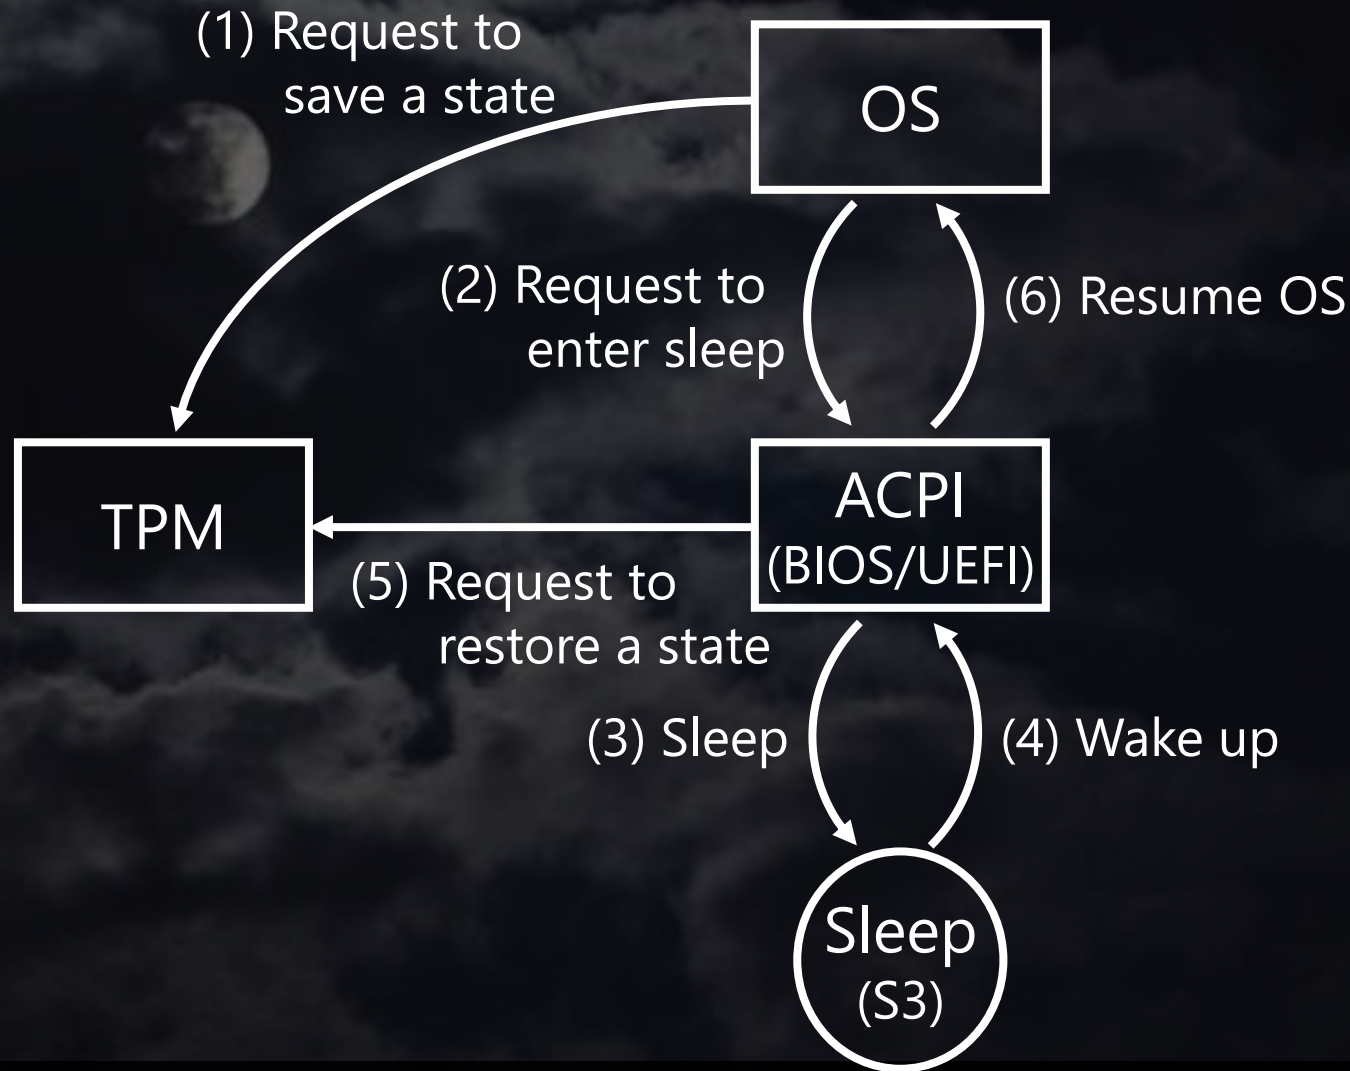 (1) Request to
save a state
OS
(2) Request to
enter sleep
(6) Resume OS
TPM
ACPI
(BIOS/UEFI)
(5) Request to
restore a state
(3) Sleep
(4) Wake up
Sleep
(S3)